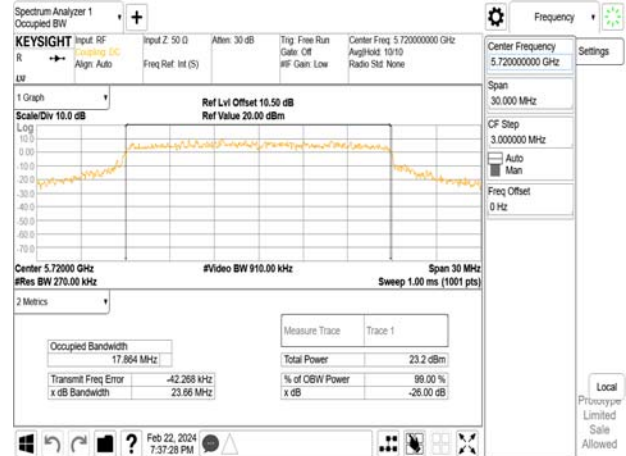 Spectrum Analyzer 1
Occupied BW
Frequency
KEYSIGHT
Input: RF
Coupling: DC
Align: Auto
Input Z: 50 Ω
Freq Ref: Int (S)
Atten: 30 dB
Trig: Free Run
Gate: Off
#IF Gain: Low
Center Freq: 5.720000000 GHz
Avg|Hold: 10/10
Radio Std: None
R
LVI
Center Frequency
5.720000000 GHz
Settings
Span
30.000 MHz
CF Step
3.000000 MHz
Auto
Man
Freq Offset
0 Hz
1 Graph
Scale/Div 10.0 dB
Ref Lvl Offset 10.50 dB
Ref Value 20.00 dBm
Log
10.0
0.00
-10.0
-20.0
-30.0
-40.0
-50.0
-60.0
-70.0
Center 5.72000 GHz
#Video BW 910.00 kHz
Span 30 MHz
#Res BW 270.00 kHz
Sweep 1.00 ms (1001 pts)
2 Metrics
Measure Trace
Trace 1
Occupied Bandwidth
17.864 MHz
Total Power
23.2 dBm
Transmit Freq Error
-42.268 kHz
% of OBW Power
99.00 %
x dB Bandwidth
23.66 MHz
x dB
-26.00 dB
Local
Prototype
Limited
Sale
Allowed
Feb 22, 2024
7:37:28 PM